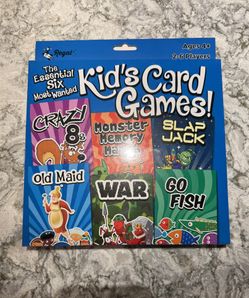 Regal
Ages 4+
2-6 Players
The
Essential
Six
Most Wanted
Kid's Card
Games!
CRAZY
8's
Monster
Memory
SLAP
JACK
Old Maid
WAR
GO
FISH